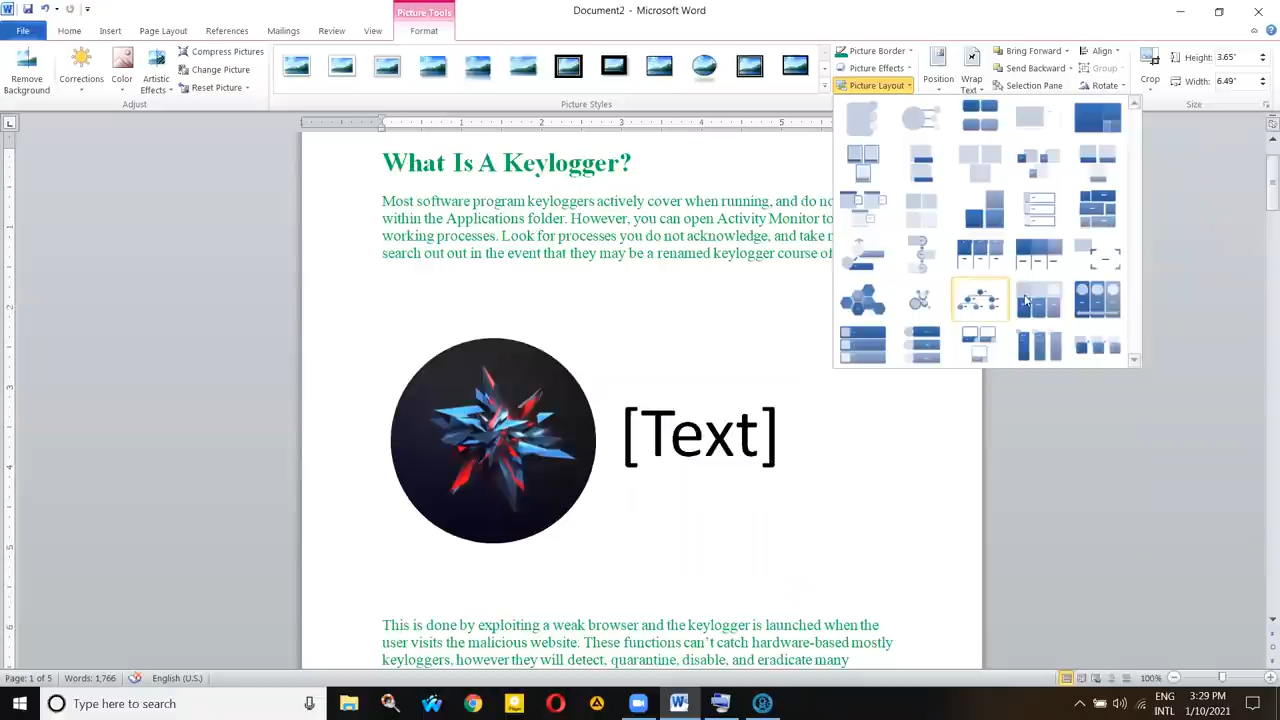 Picture Tools
Document2 - Microsoft Word
File Home Insert Page Layout References Mailings Review View Format
Remove Background
Corrections
Color
Artistic Effects
Compress Pictures
Change Picture
Reset Picture
Adjust
Picture Styles
Picture Border
Picture Effects
Picture Layout
Position
Wrap Text
Bring Forward
Send Backward
Selection Pane
Align
Group
Rotate
Crop
Height: 3.65"
Width: 6.49"
Size
1 2 3 4 5
What Is A Keylogger?
Most software program keyloggers actively cover when running, and do no
within the Applications folder. However, you can open Activity Monitor to
working processes. Look for processes you do not acknowledge, and take
search out out in the event that they may be a renamed keylogger course of
[Text]
This is done by exploiting a weak browser and the keylogger is launched when the
user visits the malicious website. These functions can't catch hardware-based mostly
keyloggers, however they will detect, quarantine, disable, and eradicate many
Page: 1 of 5 Words: 1,766 English (U.S.) 100%
Type here to search
ENG
INTL
3:29 PM
1/10/2021